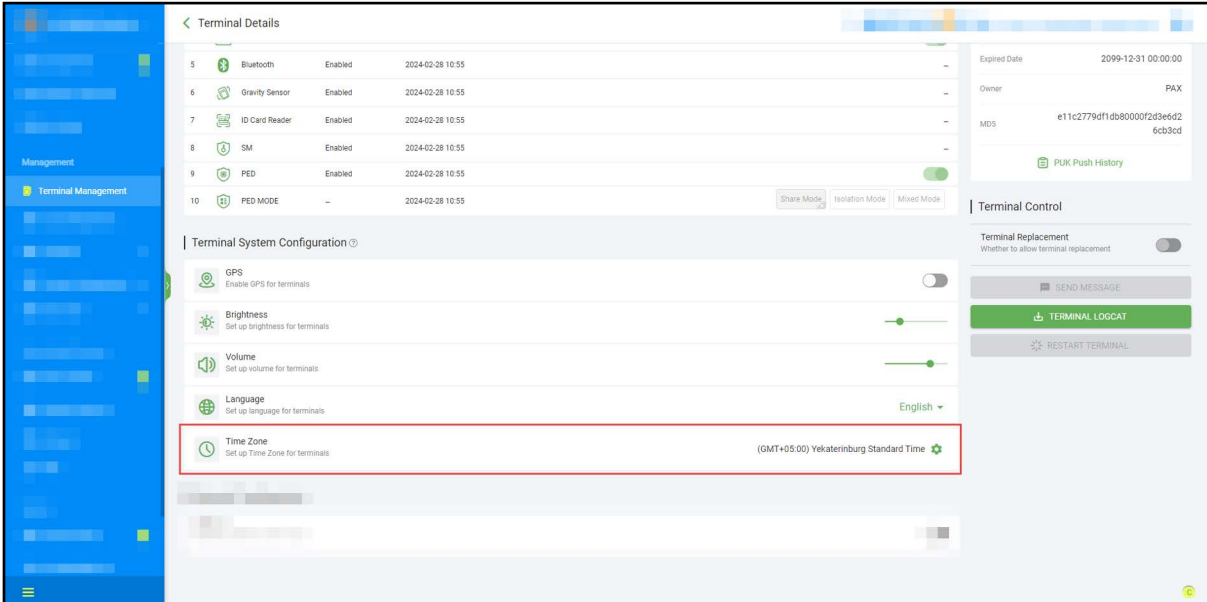 Terminal Details
5 Bluetooth Enabled 2024-02-28 10:55 –
6 Gravity Sensor Enabled 2024-02-28 10:55 –
7 ID Card Reader Enabled 2024-02-28 10:55 –
8 SM Enabled 2024-02-28 10:55 –
9 PED Enabled 2024-02-28 10:55
10 PED MODE – 2024-02-28 10:55 Share Mode Isolation Mode Mixed Mode
Management
Terminal Management
Terminal System Configuration
GPS
Enable GPS for terminals
Brightness
Set up brightness for terminals
Volume
Set up volume for terminals
Language
Set up language for terminals
English
Time Zone
Set up Time Zone for terminals
(GMT+05:00) Yekaterinburg Standard Time
Expired Date 2099-12-31 00:00:00
Owner PAX
MD5 e11c2779df1db80000f2d3e6d2
6cb3cd
PUK Push History
Terminal Control
Terminal Replacement
Whether to allow terminal replacement
SEND MESSAGE
TERMINAL LOGCAT
RESTART TERMINAL
C